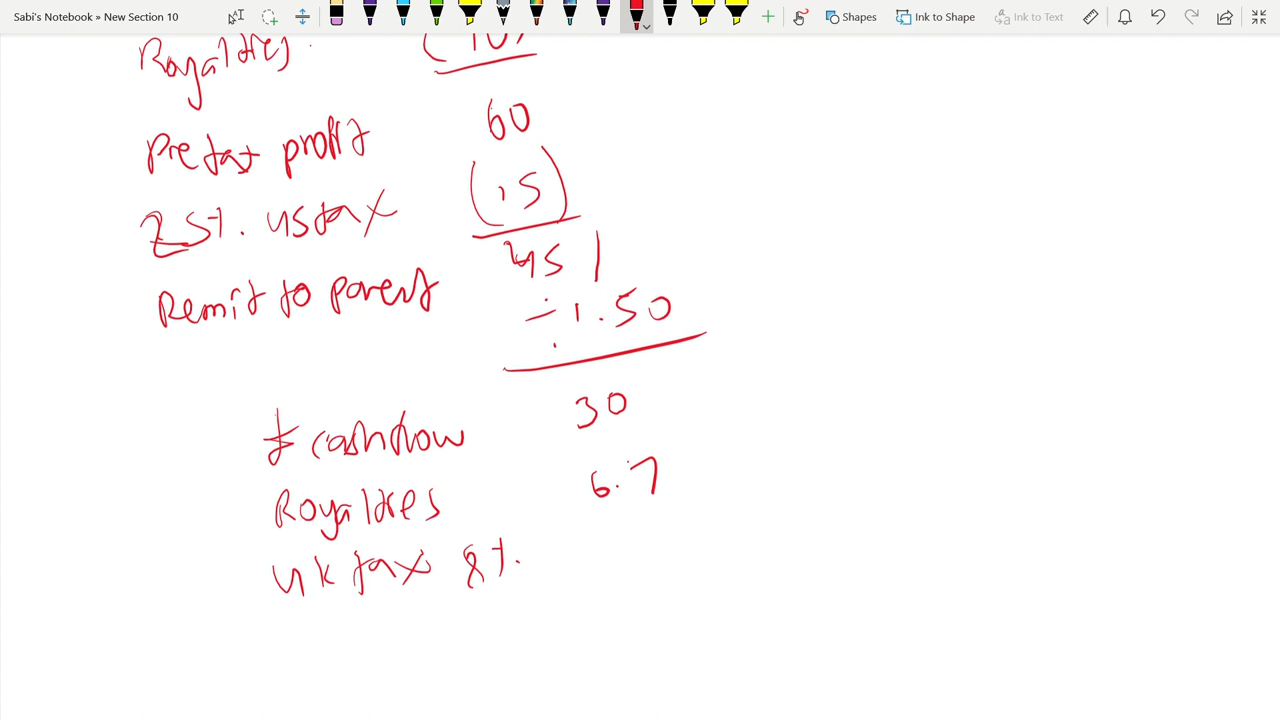 Sabi's Notebook » New Section 10
Shapes Ink to Shape Ink to Text
Royalties (10)
60
Pretax profit
25%. US tax (15)
45
Remit to parent
÷ 1.50
30
£ cashflow
Royalties 6.7
UK tax 8%.